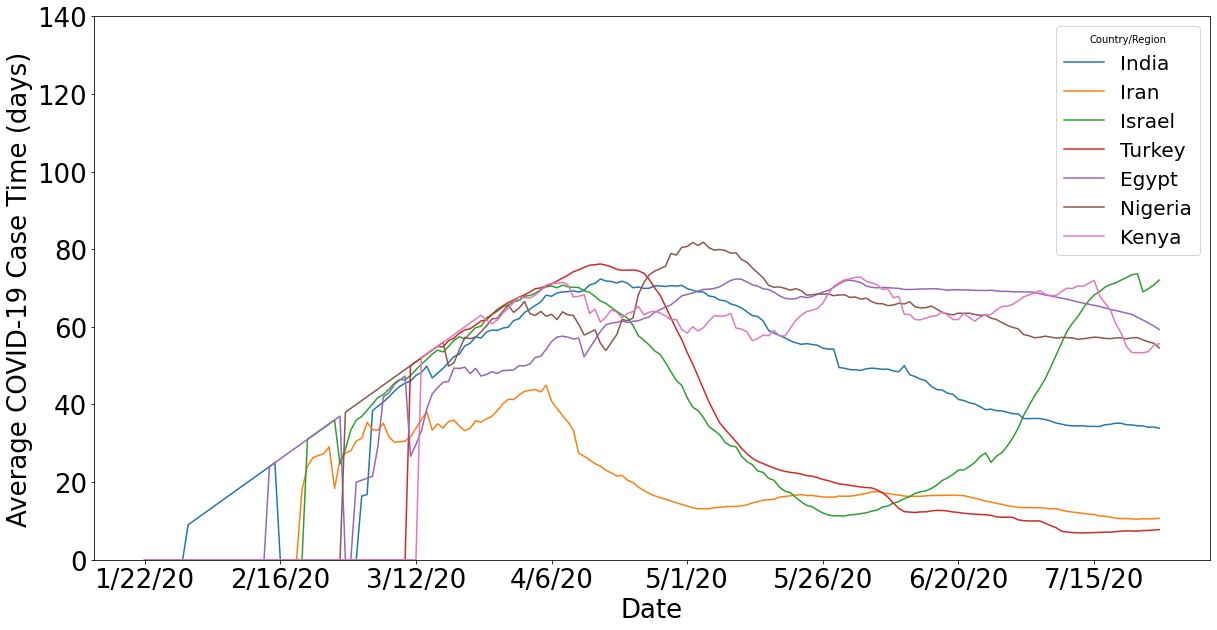 Average COVID-19 Case Time (days)
140
120
100
80
60
40
20
0
Country/Region
India
Iran
Israel
Turkey
Egypt
Nigeria
Kenya
1/22/20 2/16/20 3/12/20 4/6/20 5/1/20 5/26/20 6/20/20 7/15/20
Date